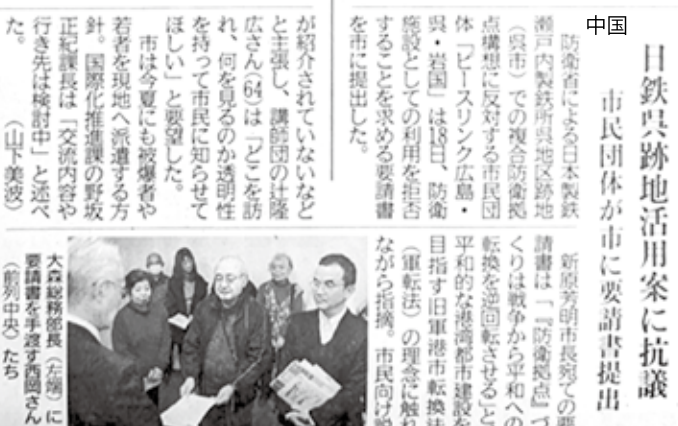 中国
日鉄呉跡地活用案に抗議
市民団体が市に要請書提出
防衛省による日本製鉄
瀬戸内製鉄所呉地区跡地
(呉市)での複合防衛拠
点構想に反対する市民団
体「ピースリンク広島・
呉・岩国」は18日、防衛
施設としての利用を拒否
することを求める要請書
を市に提出した。
新原芳明市長宛ての要
請書は「『防衛拠点』づ
くりは戦争から平和への
転換を逆回転させる」と
平和的な港湾都市建設を
目指す旧軍港市転換法
(軍転法)の理念に触れ
ながら指摘。市民向け説
が紹介されていないなど
と主張し、講師団の辻隆
広さん(64)は「どこを訪
れ、何を見るのか透明性
を持って市民に知らせて
ほしい」と要望した。
市は今夏にも被爆者や
若者を現地へ派遣する方
針。国際化推進課の野坂
正紀課長は「交流内容や
行き先は検討中」と述べ
た。　(山下美波)
大森総務部長(左端)に
要請書を手渡す西岡さん
(前列中央)たち